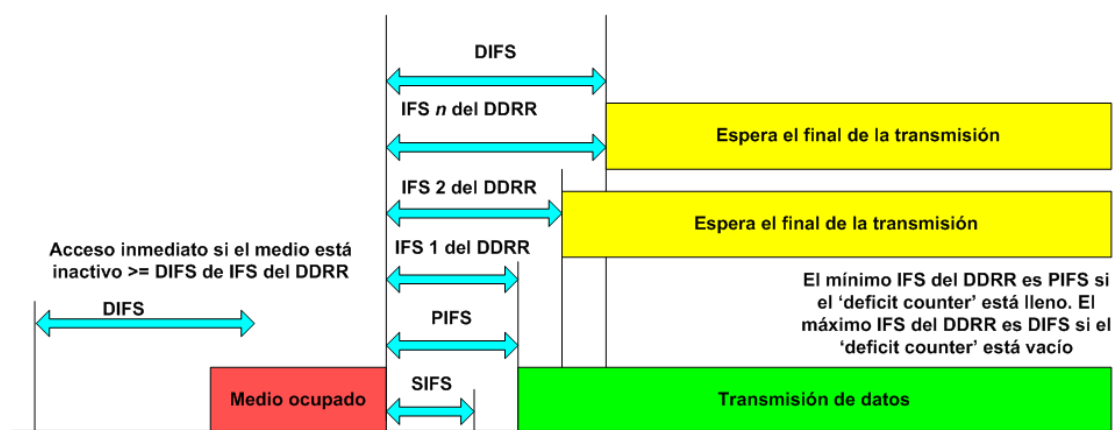 DIFS
IFS n del DDRR
Espera el final de la transmisión
IFS 2 del DDRR
Espera el final de la transmisión
Acceso inmediato si el medio está
inactivo >= DIFS de IFS del DDRR
IFS 1 del DDRR
El mínimo IFS del DDRR es PIFS si
el ‘deficit counter’ está lleno. El
máximo IFS del DDRR es DIFS si el
‘deficit counter’ está vacío
DIFS
PIFS
Medio ocupado
SIFS
Transmisión de datos